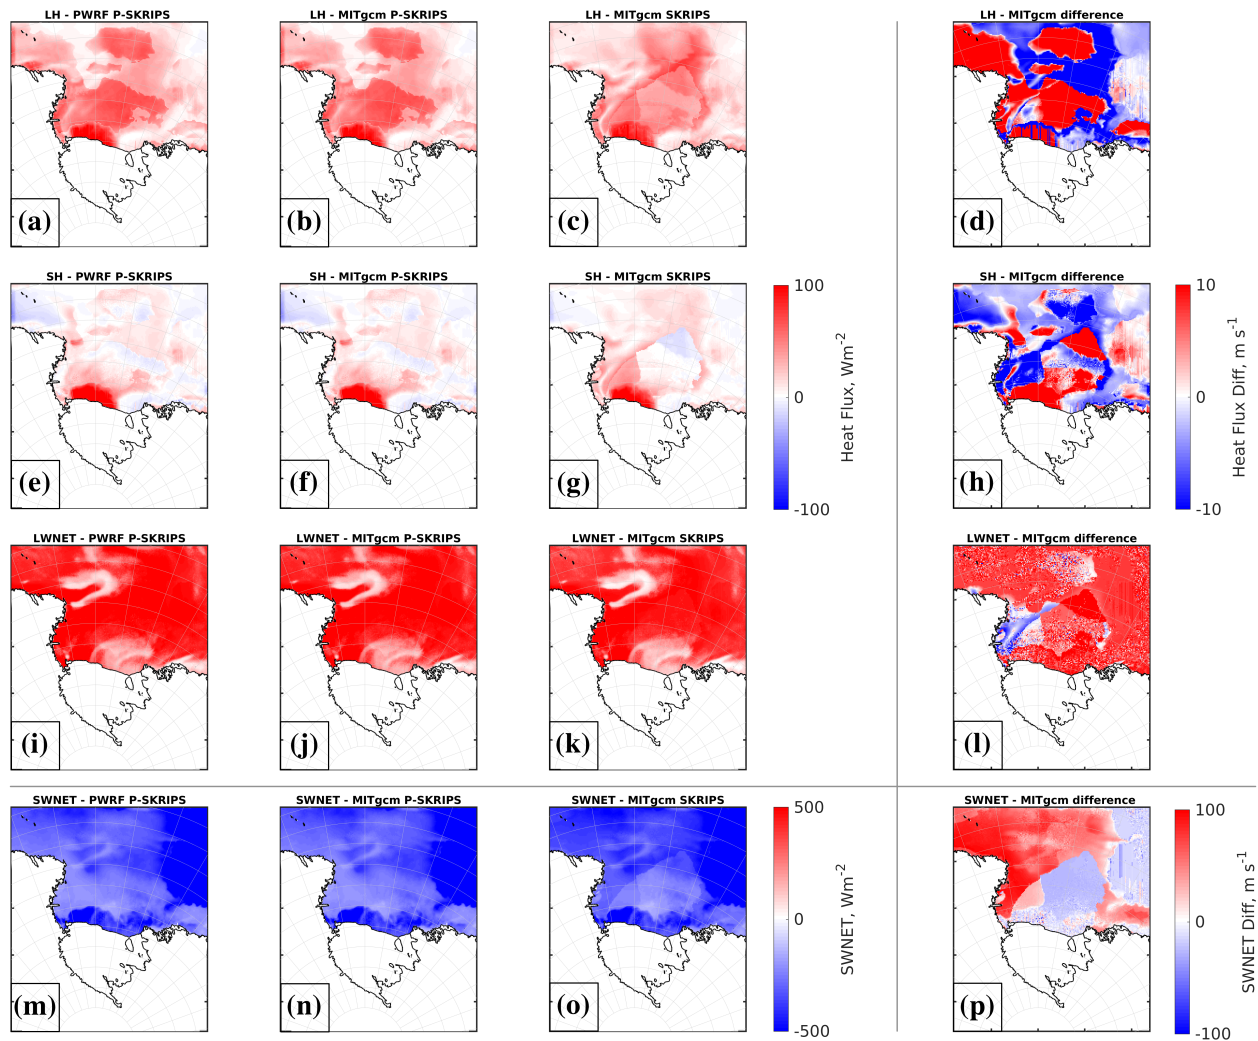 LH - PWRF P-SKRIPS
LH - MITgcm P-SKRIPS
LH - MITgcm SKRIPS
LH - MITgcm difference
(a)
(b)
(c)
(d)
SH - PWRF P-SKRIPS
SH - MITgcm P-SKRIPS
SH - MITgcm SKRIPS
SH - MITgcm difference
100
0
-100
Heat Flux, Wm-2
10
0
-10
Heat Flux Diff, m s-1
(e)
(f)
(g)
(h)
LWNET - PWRF P-SKRIPS
LWNET - MITgcm P-SKRIPS
LWNET - MITgcm SKRIPS
LWNET - MITgcm difference
(i)
(j)
(k)
(l)
SWNET - PWRF P-SKRIPS
SWNET - MITgcm P-SKRIPS
SWNET - MITgcm SKRIPS
SWNET - MITgcm difference
500
0
-500
SWNET, Wm-2
100
0
-100
SWNET Diff, m s-1
(m)
(n)
(o)
(p)